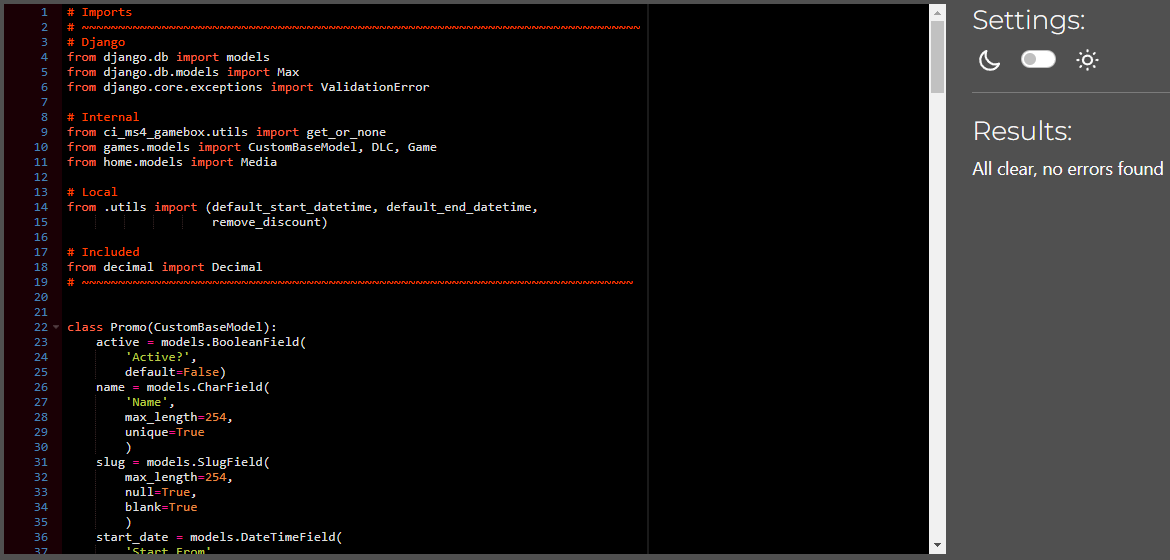 1 # Imports
2 # ~~~~~~~~~~~~~~~~~~~~~~~~~~~~~~~~~~~~~~~~~~~~~~~~~~~~~~~~~~~~~~~~~~~~~~~~~~~~~
3 # Django
4 from django.db import models
5 from django.db.models import Max
6 from django.core.exceptions import ValidationError
7
8 # Internal
9 from ci_ms4_gamebox.utils import get_or_none
10 from games.models import CustomBaseModel, DLC, Game
11 from home.models import Media
12
13 # Local
14 from .utils import (default_start_datetime, default_end_datetime,
15                     remove_discount)
16
17 # Included
18 from decimal import Decimal
19 # ~~~~~~~~~~~~~~~~~~~~~~~~~~~~~~~~~~~~~~~~~~~~~~~~~~~~~~~~~~~~~~~~~~~~~~~~~~~~
20
21
22 class Promo(CustomBaseModel):
23     active = models.BooleanField(
24         'Active?',
25         default=False)
26     name = models.CharField(
27         'Name',
28         max_length=254,
29         unique=True
30         )
31     slug = models.SlugField(
32         max_length=254,
33         null=True,
34         blank=True
35         )
36     start_date = models.DateTimeField(
37         'Start From'
Settings:
Results:
All clear, no errors found